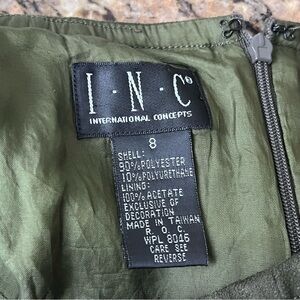 I·N·C®
INTERNATIONAL CONCEPTS
8
SHELL:
90%POLYESTER
10%POLYURETHANE
LINING:
100% ACETATE
EXCLUSIVE OF
DECORATION
MADE IN TAIWAN
R. O. C.
WPL 8046
CARE SEE
REVERSE